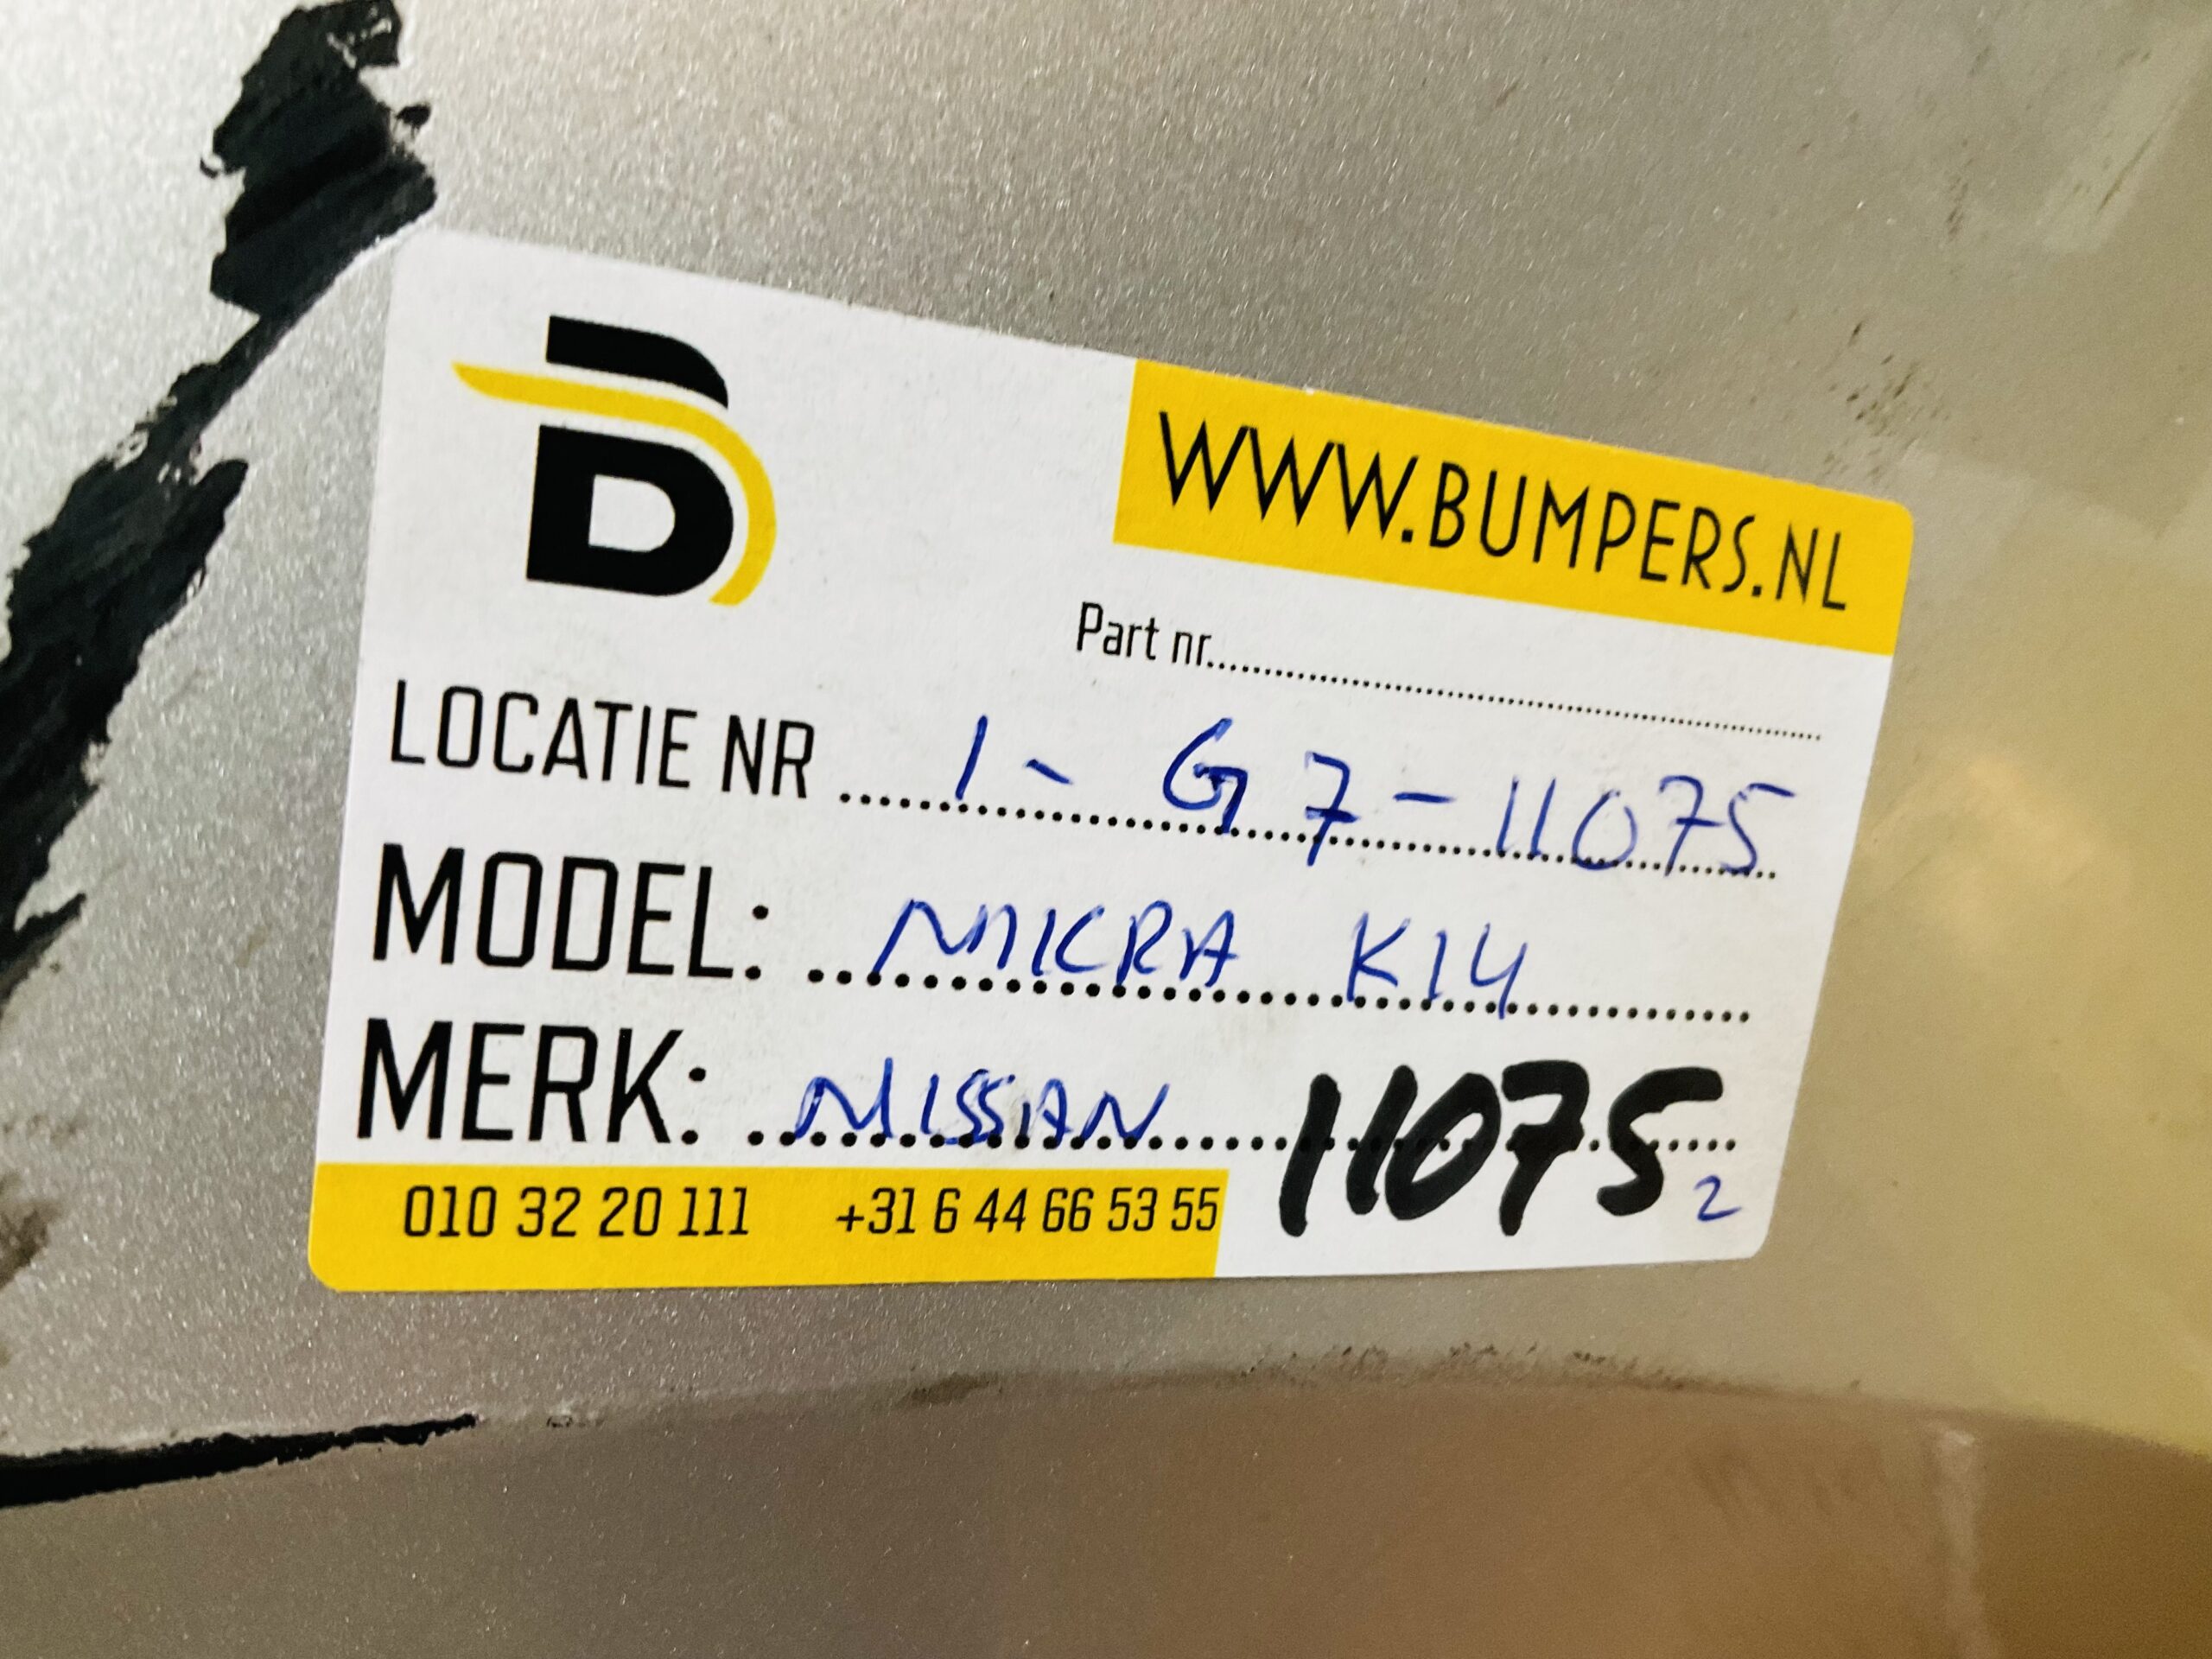 WWW.BUMPERS.NL
Part nr....................
LOCATIE NR .... 1 - G7 - 11075
MODEL: ... MICRA K14
MERK: ... NISSAN
11075 2
010 32 20 111 +31 6 44 66 53 55